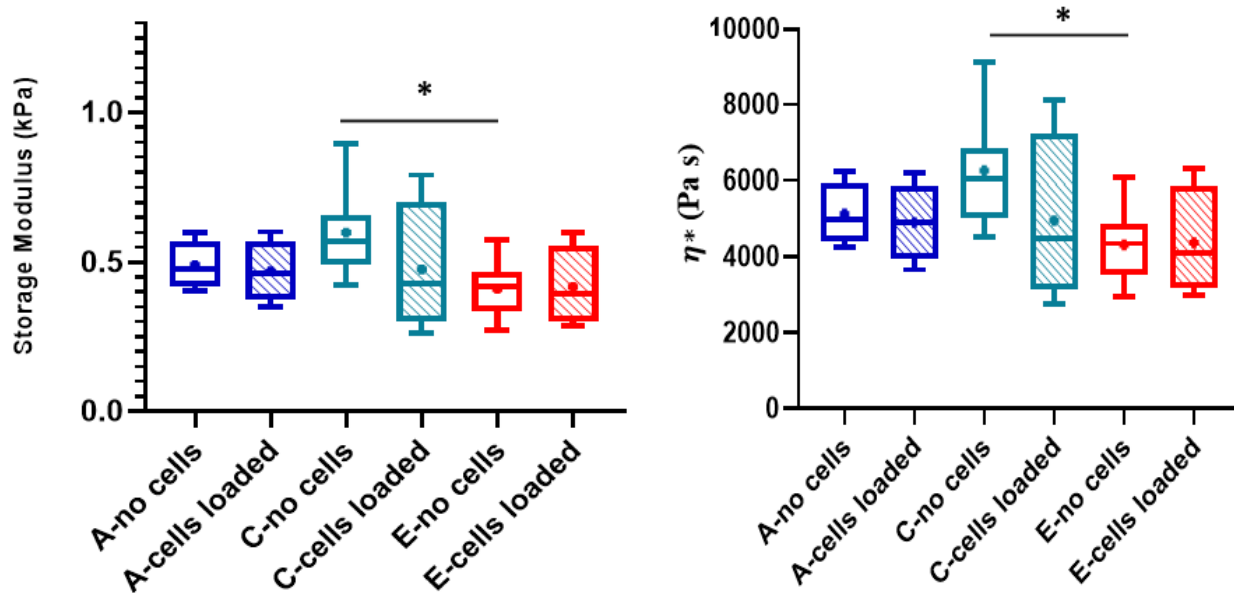 Storage Modulus (kPa)
1.0
0.5
0.0
*
A-no cells
A-cells loaded
C-no cells
C-cells loaded
E-no cells
E-cells loaded
η* (Pa s)
10000
8000
6000
4000
2000
0
*
A-no cells
A-cells loaded
C-no cells
C-cells loaded
E-no cells
E-cells loaded